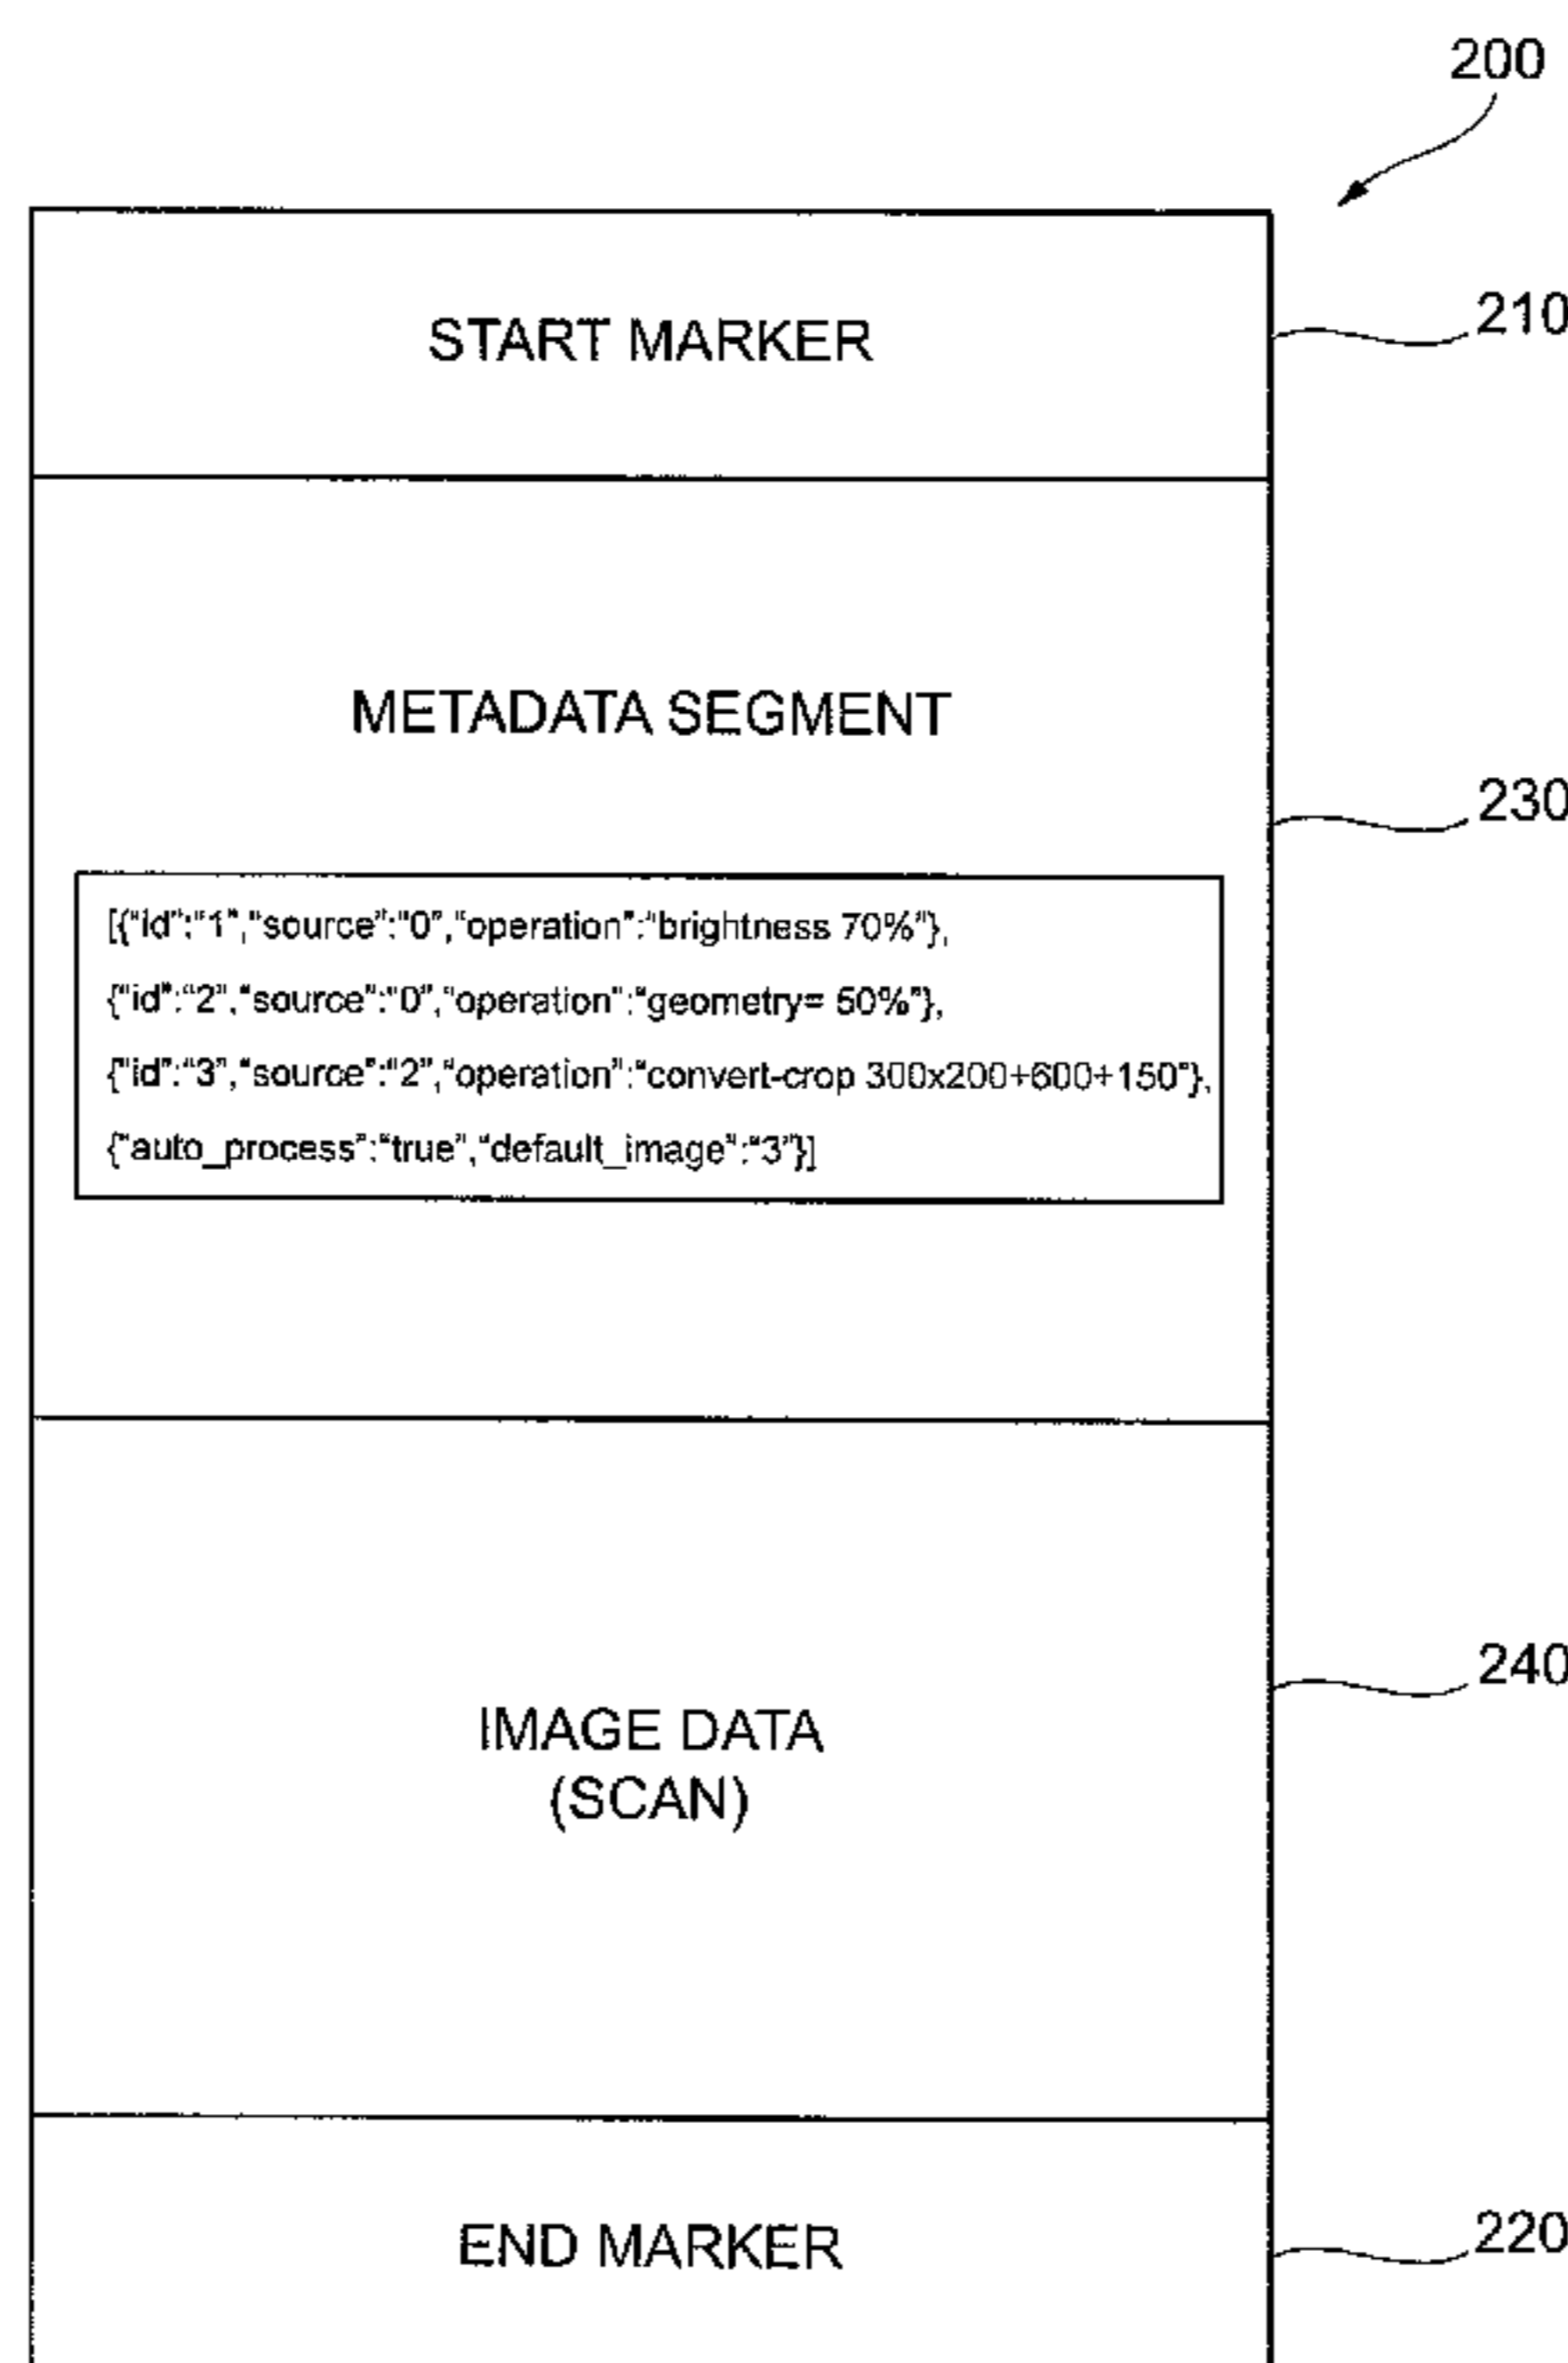 200
START MARKER
210
METADATA SEGMENT
230
[{"id":"1","source":"0","operation":"brightness 70%"},
{"id":"2","source":"0","operation":"geometry= 50%"},
{"id":"3","source":"2","operation":"convert-crop 300x200+600+150"},
{"auto_process":"true","default_image":"3"}]
240
IMAGE DATA
(SCAN)
END MARKER
220